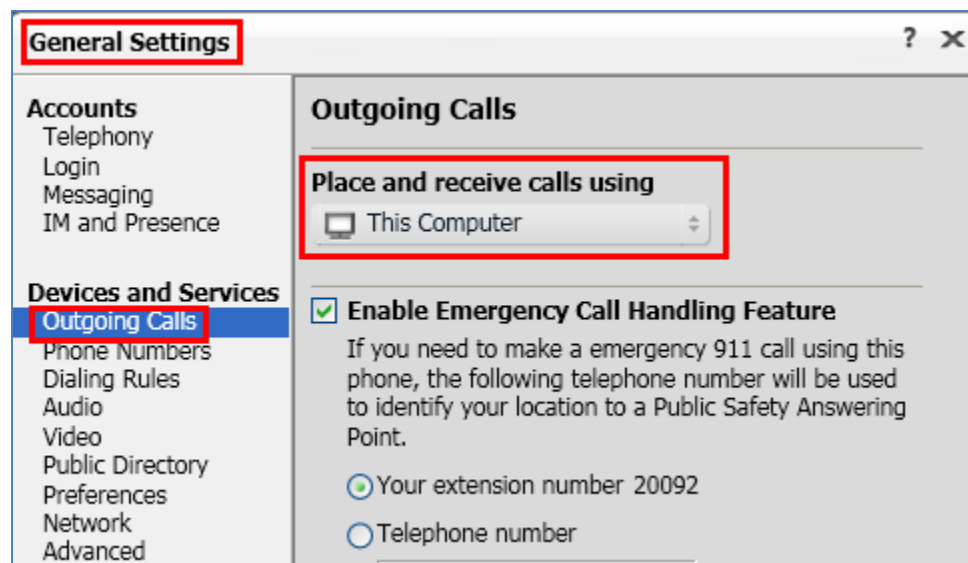 General Settings
? X
Accounts
Telephony
Login
Messaging
IM and Presence
Devices and Services
Outgoing Calls
Phone Numbers
Dialing Rules
Audio
Video
Public Directory
Preferences
Network
Advanced
Outgoing Calls
Place and receive calls using
This Computer
Enable Emergency Call Handling Feature
If you need to make a emergency 911 call using this
phone, the following telephone number will be used
to identify your location to a Public Safety Answering
Point.
Your extension number 20092
Telephone number